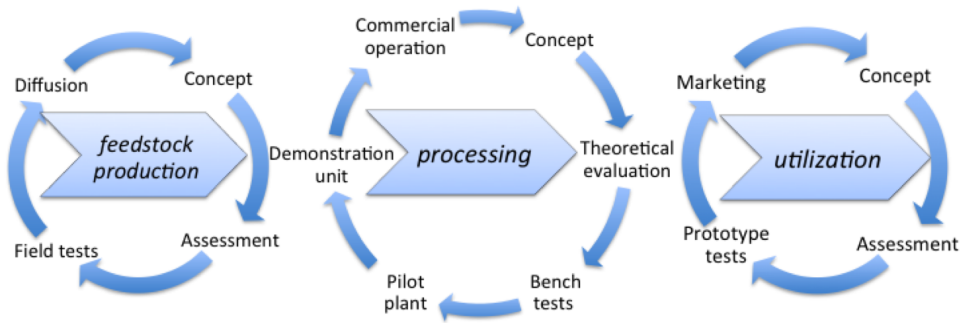 Diffusion
Concept
feedstock
production
Field tests
Assessment
Commercial
operation
Concept
Demonstration
unit
processing
Theoretical
evaluation
Pilot
plant
Bench
tests
Marketing
Concept
utilization
Prototype
tests
Assessment